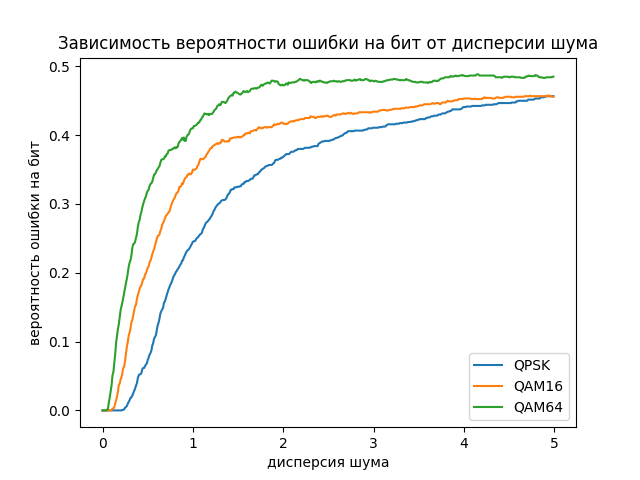 Зависимость вероятности ошибки на бит от дисперсии шума
0.5
0.4
0.3
0.2
0.1
0.0
вероятность ошибки на бит
QPSK
QAM16
QAM64
0 1 2 3 4 5
дисперсия шума